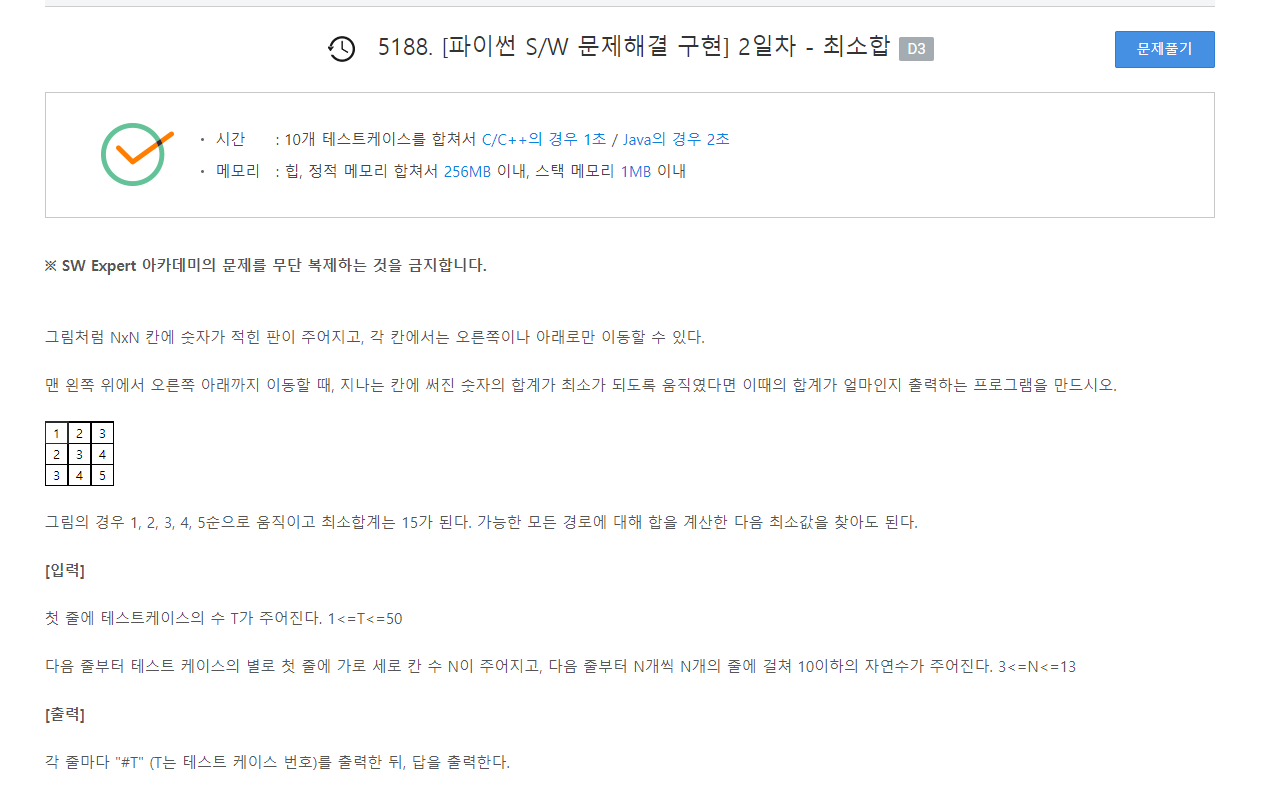 5188. [파이썬 S/W 문제해결 구현] 2일차 - 최소합 D3
문제풀기
· 시간 : 10개 테스트케이스를 합쳐서 C/C++의 경우 1초 / Java의 경우 2초
· 메모리 : 힙, 정적 메모리 합쳐서 256MB 이내, 스택 메모리 1MB 이내
※ SW Expert 아카데미의 문제를 무단 복제하는 것을 금지합니다.
그림처럼 NxN 칸에 숫자가 적힌 판이 주어지고, 각 칸에서는 오른쪽이나 아래로만 이동할 수 있다.
맨 왼쪽 위에서 오른쪽 아래까지 이동할 때, 지나는 칸에 써진 숫자의 합계가 최소가 되도록 움직였다면 이때의 합계가 얼마인지 출력하는 프로그램을 만드시오.
1 2 3
2 3 4
3 4 5
그림의 경우 1, 2, 3, 4, 5순으로 움직이고 최소합계는 15가 된다. 가능한 모든 경로에 대해 합을 계산한 다음 최소값을 찾아도 된다.
[입력]
첫 줄에 테스트케이스의 수 T가 주어진다. 1<=T<=50
다음 줄부터 테스트 케이스의 별로 첫 줄에 가로 세로 칸 수 N이 주어지고, 다음 줄부터 N개씩 N개의 줄에 걸쳐 10이하의 자연수가 주어진다. 3<=N<=13
[출력]
각 줄마다 "#T" (T는 테스트 케이스 번호)를 출력한 뒤, 답을 출력한다.